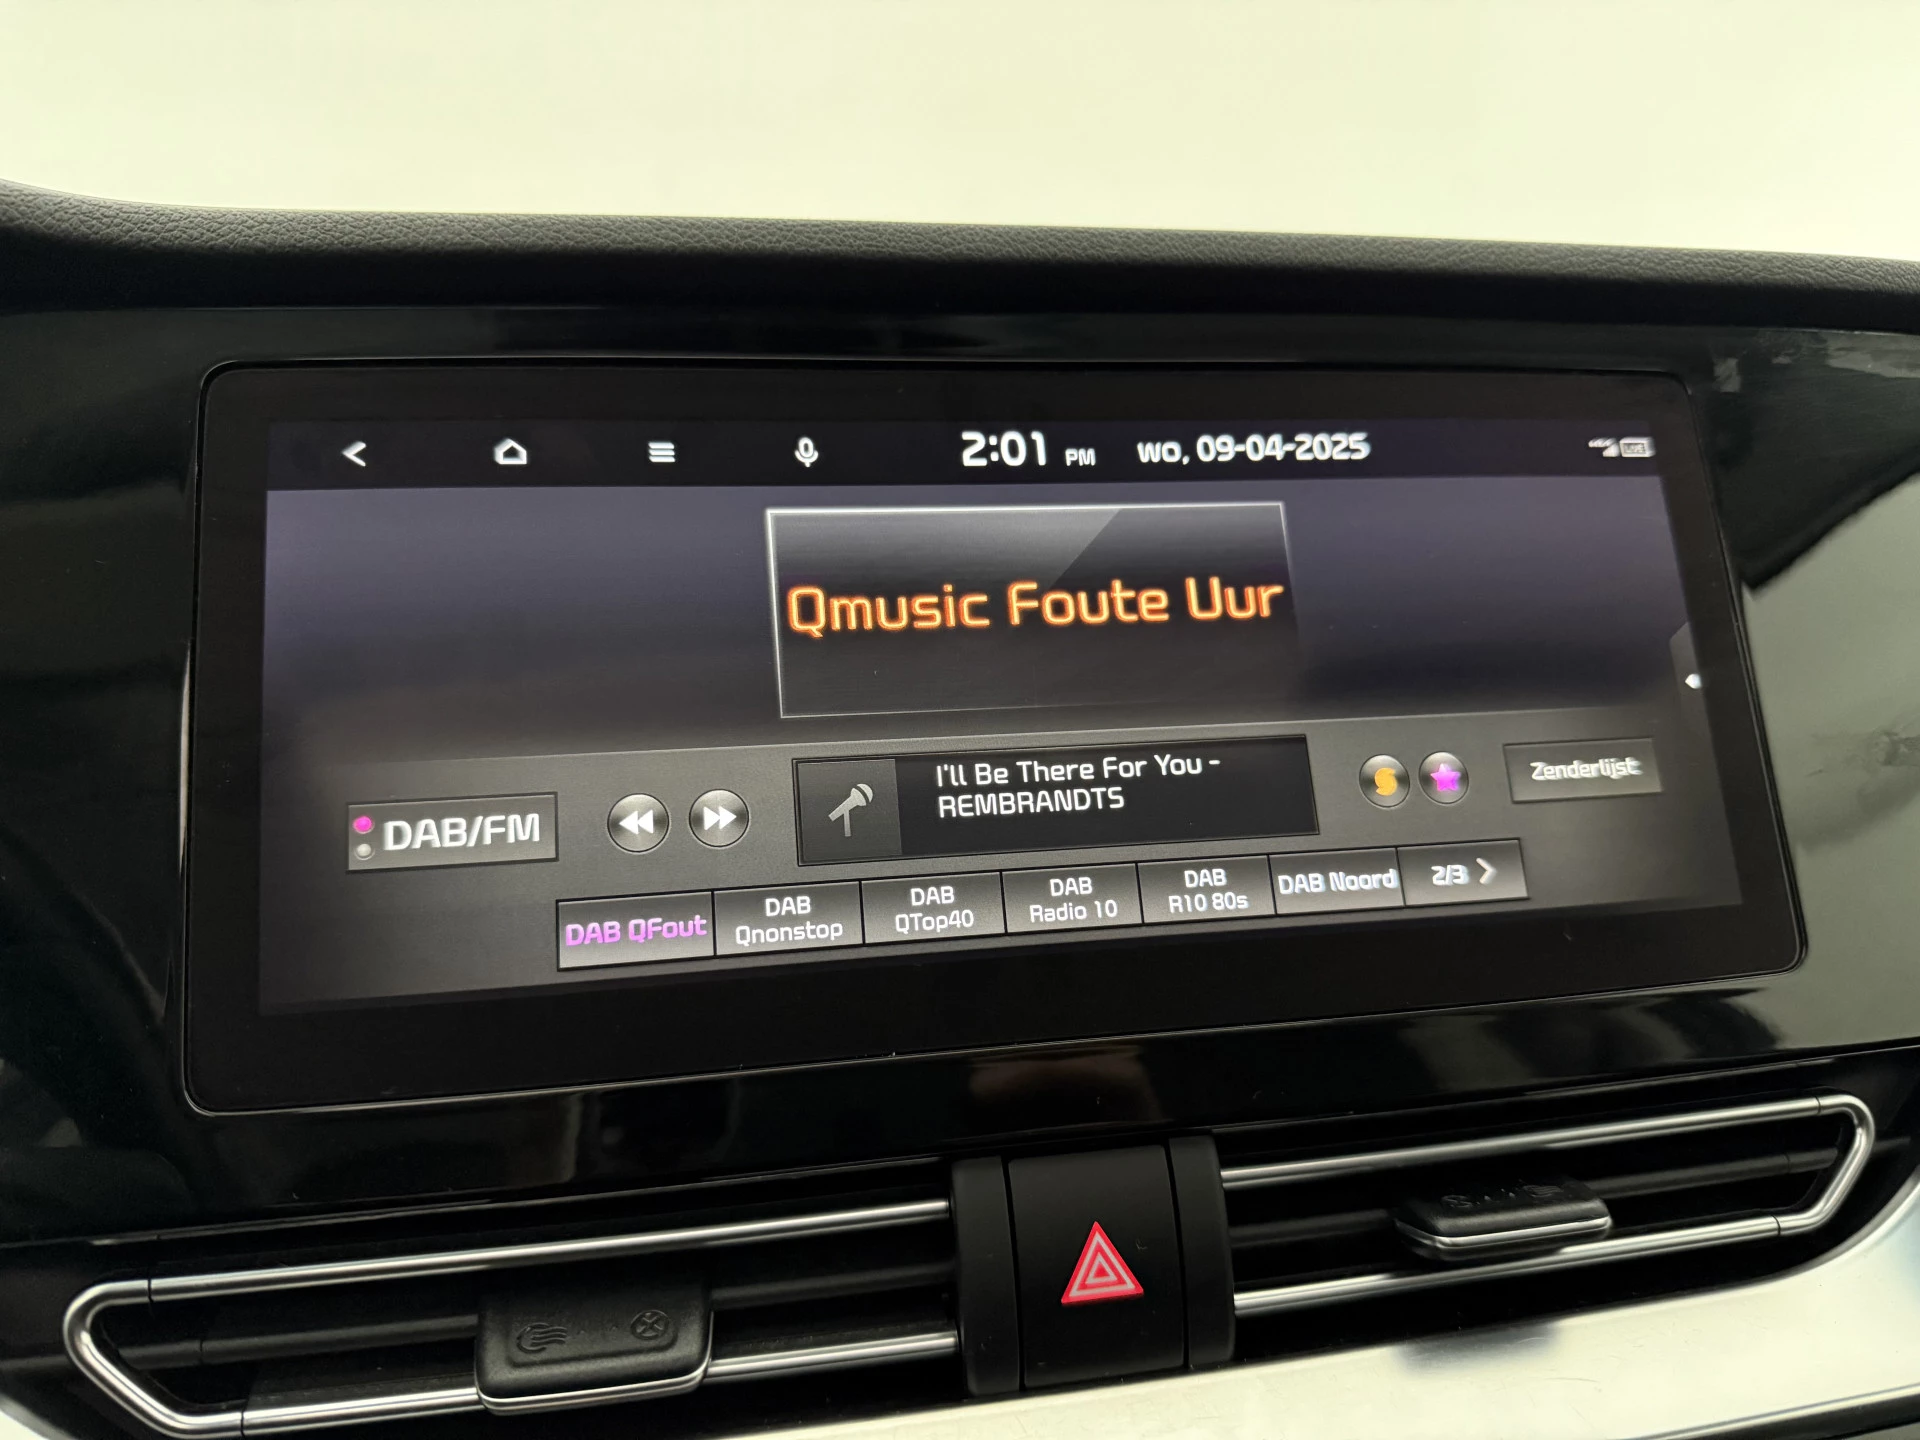 2:01 PM wo, 09-04-2025
Qmusic Foute Uur
I'll Be There For You -
REMBRANDTS
Zenderlijst
DAB/FM
DAB QFout
DAB
Qnonstop
DAB
QTop40
DAB
Radio 10
DAB
R10 80s
DAB Noord
2/3